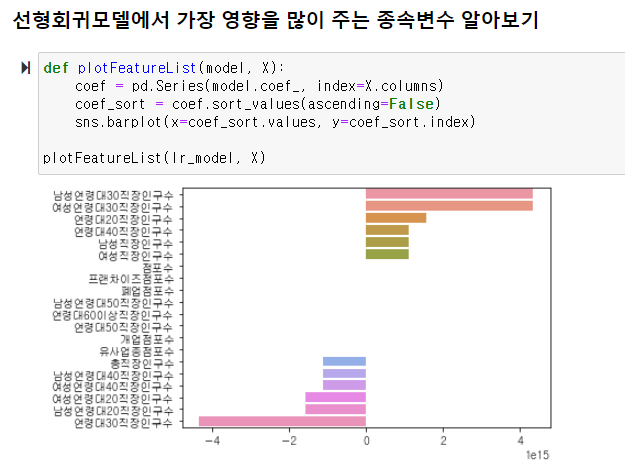 선형회귀모델에서 가장 영향을 많이 주는 종속변수 알아보기
def plotFeatureList(model, X):
    coef = pd.Series(model.coef_, index=X.columns)
    coef_sort = coef.sort_values(ascending=False)
    sns.barplot(x=coef_sort.values, y=coef_sort.index)
plotFeatureList(lr_model, X)
남성연령대30직장인구수
여성연령대30직장인구수
연령대20직장인구수
연령대40직장인구수
남성직장인구수
여성직장인구수
점포수
프랜차이즈점포수
폐업점포수
남성연령대50직장인구수
연령대60이상직장인구수
연령대50직장인구수
개업점포수
유사업종점포수
총직장인구수
남성연령대40직장인구수
여성연령대40직장인구수
여성연령대20직장인구수
남성연령대20직장인구수
연령대30직장인구수
−4 −2 0 2 4
1e15